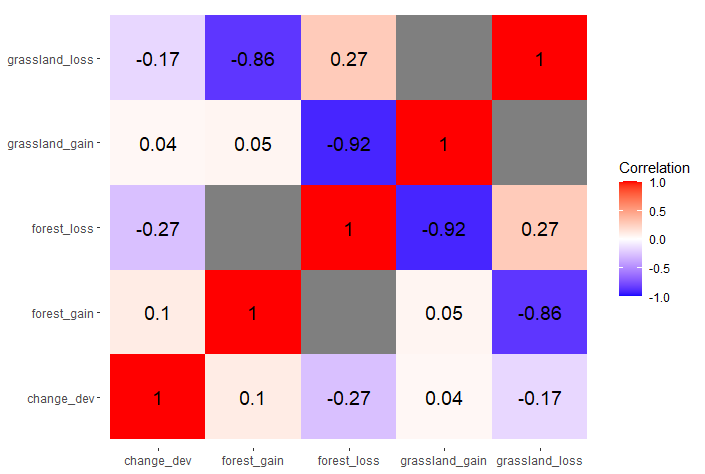 grassland_loss -0.17 -0.86 0.27 1
grassland_gain 0.04 0.05 -0.92 1
forest_loss -0.27 1 -0.92 0.27
forest_gain 0.1 1 0.05 -0.86
change_dev 1 0.1 -0.27 0.04 -0.17
change_dev forest_gain forest_loss grassland_gain grassland_loss
Correlation
1.0
0.5
0.0
-0.5
-1.0